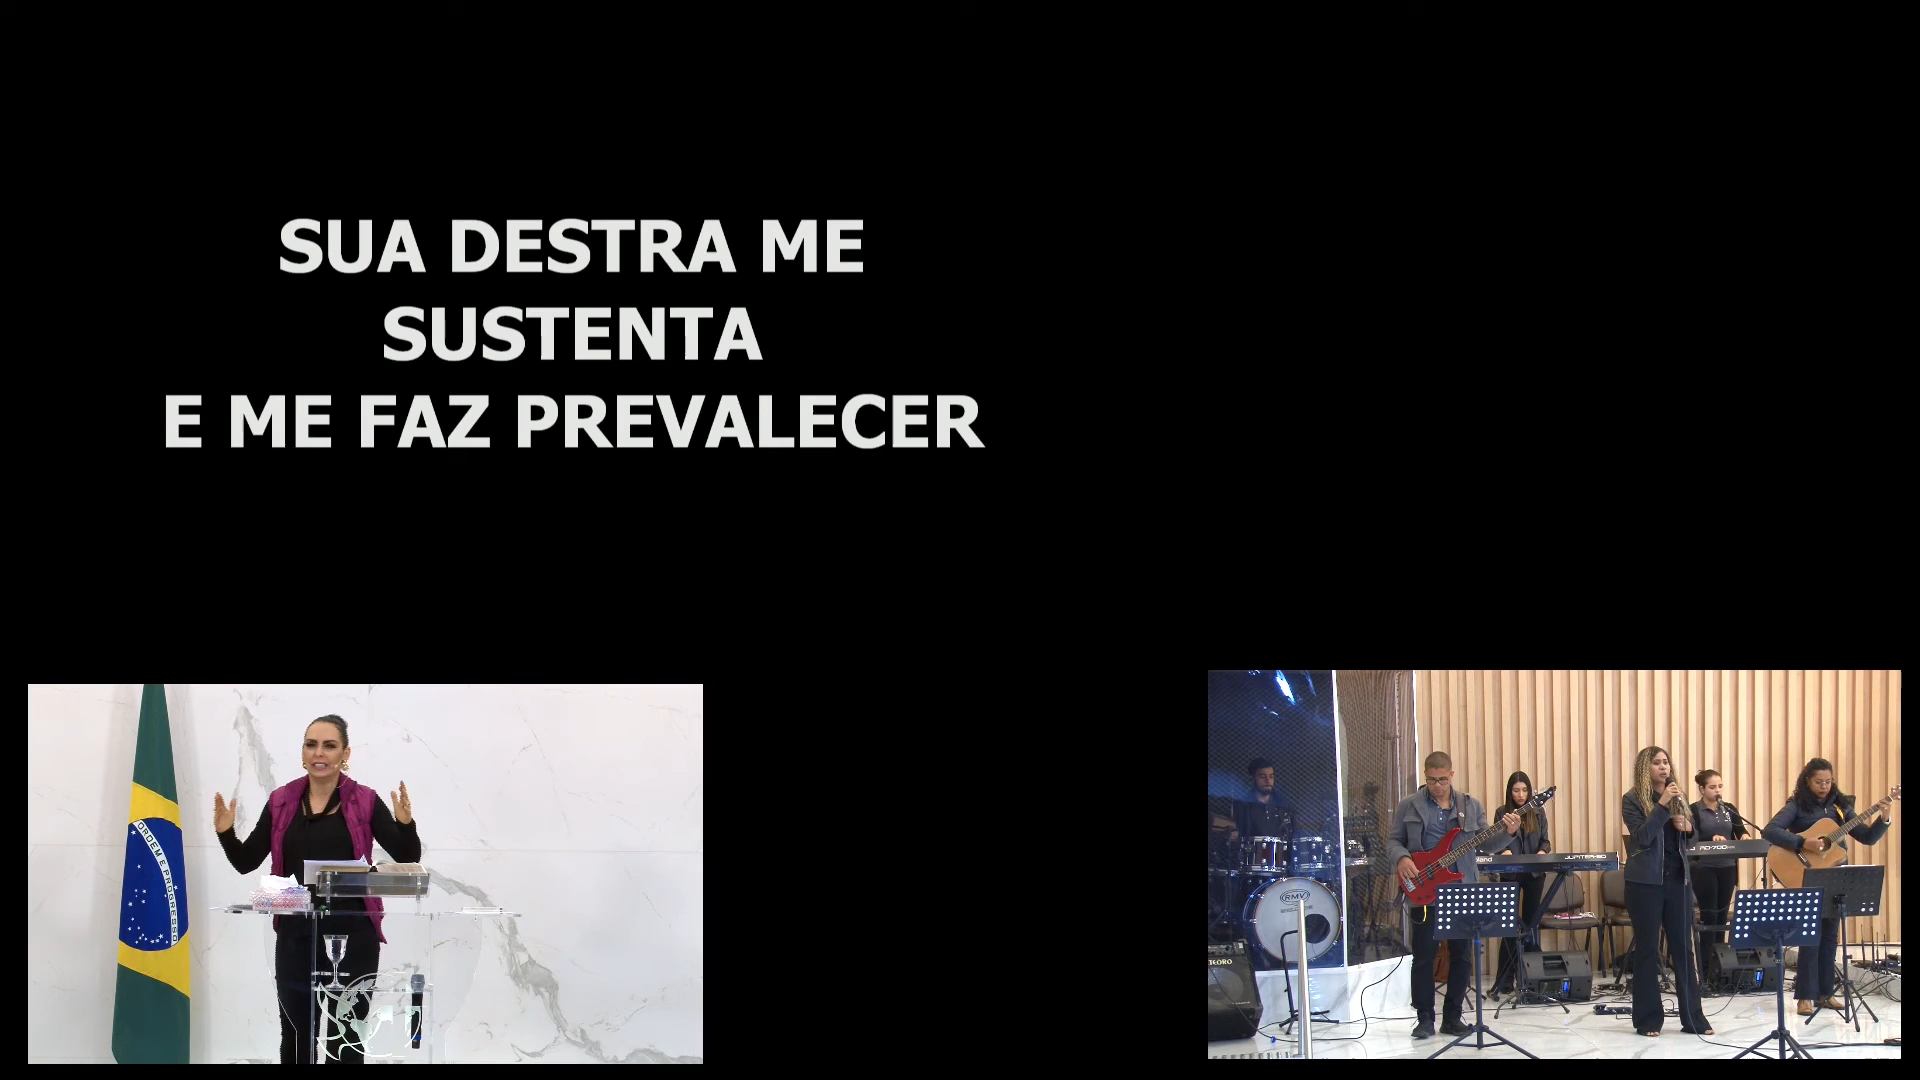 SUA DESTRA ME
SUSTENTA
E ME FAZ PREVALECER
ORDEM E PROGRESSO
RMV
JUPITER-80
RD-700